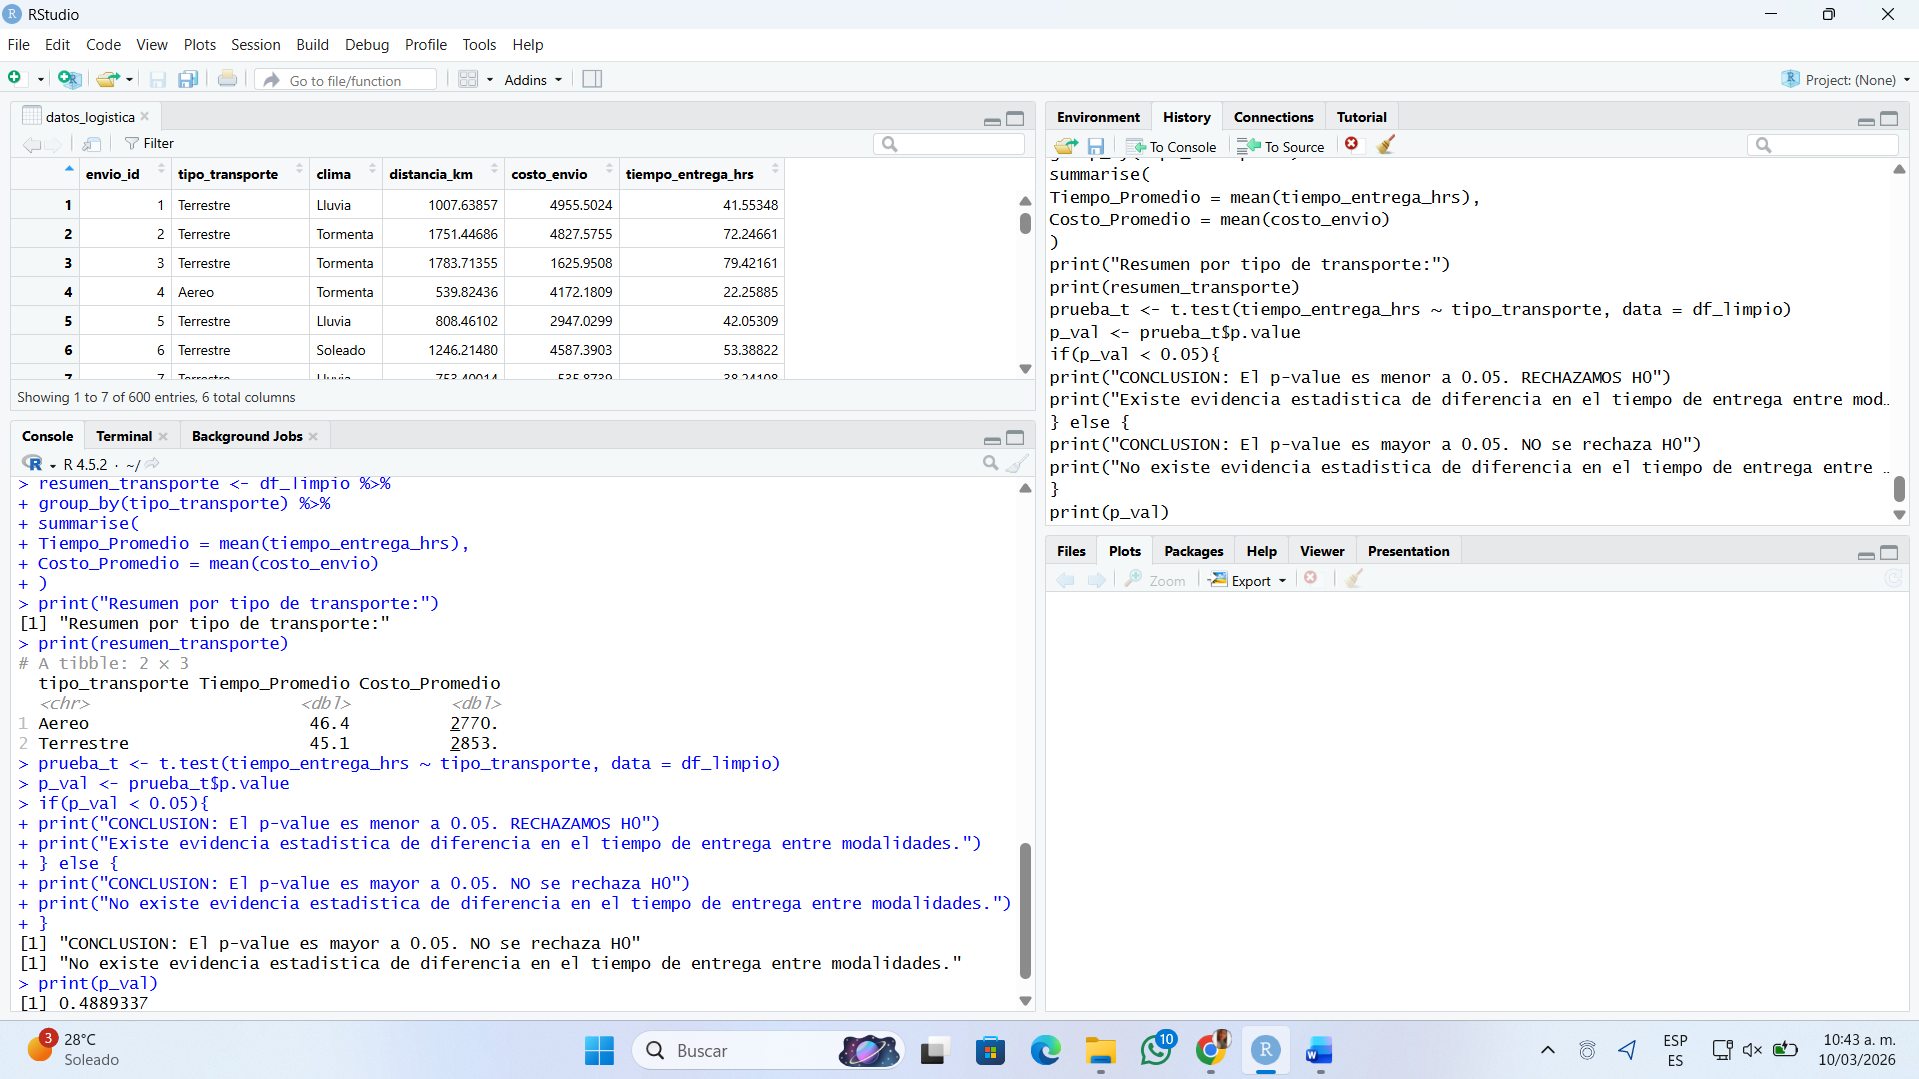 RStudio
File Edit Code View Plots Session Build Debug Profile Tools Help
Go to file/function Addins Project: (None)
datos_logistica
Filter
envio_id tipo_transporte clima distancia_km costo_envio tiempo_entrega_hrs
1 1 Terrestre Lluvia 1007.63857 4955.5024 41.55348
2 2 Terrestre Tormenta 1751.44686 4827.5755 72.24661
3 3 Terrestre Tormenta 1783.71355 1625.9508 79.42161
4 4 Aereo Tormenta 539.82436 4172.1809 22.25885
5 5 Terrestre Lluvia 808.46102 2947.0299 42.05309
6 6 Terrestre Soleado 1246.21480 4587.3903 53.38822
7 7 Terrestre Lluvia 753.40014 535.8739 38.24108
Showing 1 to 7 of 600 entries, 6 total columns
Console Terminal Background Jobs
R 4.5.2 · ~/
> resumen_transporte <- df_limpio %>%
+ group_by(tipo_transporte) %>%
+ summarise(
+ Tiempo_Promedio = mean(tiempo_entrega_hrs),
+ Costo_Promedio = mean(costo_envio)
+ )
> print("Resumen por tipo de transporte:")
[1] "Resumen por tipo de transporte:"
> print(resumen_transporte)
# A tibble: 2 × 3
tipo_transporte Tiempo_Promedio Costo_Promedio
<chr> <dbl> <dbl>
1 Aereo 46.4 2770.
2 Terrestre 45.1 2853.
> prueba_t <- t.test(tiempo_entrega_hrs ~ tipo_transporte, data = df_limpio)
> p_val <- prueba_t$p.value
> if(p_val < 0.05){
+ print("CONCLUSION: El p-value es menor a 0.05. RECHAZAMOS H0")
+ print("Existe evidencia estadistica de diferencia en el tiempo de entrega entre modalidades.")
+ } else {
+ print("CONCLUSION: El p-value es mayor a 0.05. NO se rechaza H0")
+ print("No existe evidencia estadistica de diferencia en el tiempo de entrega entre modalidades.")
+ }
[1] "CONCLUSION: El p-value es mayor a 0.05. NO se rechaza H0"
[1] "No existe evidencia estadistica de diferencia en el tiempo de entrega entre modalidades."
> print(p_val)
[1] 0.4889337
Environment History Connections Tutorial
To Console To Source
summarise(
Tiempo_Promedio = mean(tiempo_entrega_hrs),
Costo_Promedio = mean(costo_envio)
)
print("Resumen por tipo de transporte:")
print(resumen_transporte)
prueba_t <- t.test(tiempo_entrega_hrs ~ tipo_transporte, data = df_limpio)
p_val <- prueba_t$p.value
if(p_val < 0.05){
print("CONCLUSION: El p-value es menor a 0.05. RECHAZAMOS H0")
print("Existe evidencia estadistica de diferencia en el tiempo de entrega entre mod…
} else {
print("CONCLUSION: El p-value es mayor a 0.05. NO se rechaza H0")
print("No existe evidencia estadistica de diferencia en el tiempo de entrega entre …
}
print(p_val)
Files Plots Packages Help Viewer Presentation
Zoom Export
3 28°C
Soleado
Buscar
10
ESP
ES
10:43 a. m.
10/03/2026